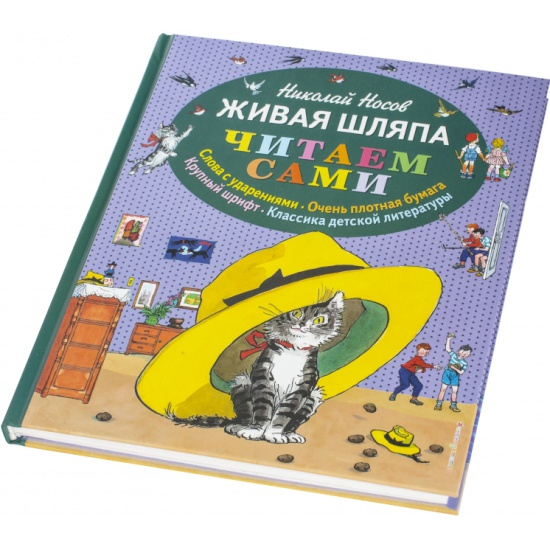 Николай Носов
ЖИВАЯ ШЛЯПА
ЧИТАЕМ
САМИ
Слова с ударениями • Очень плотная бумага
Крупный шрифт • Классика детской литературы